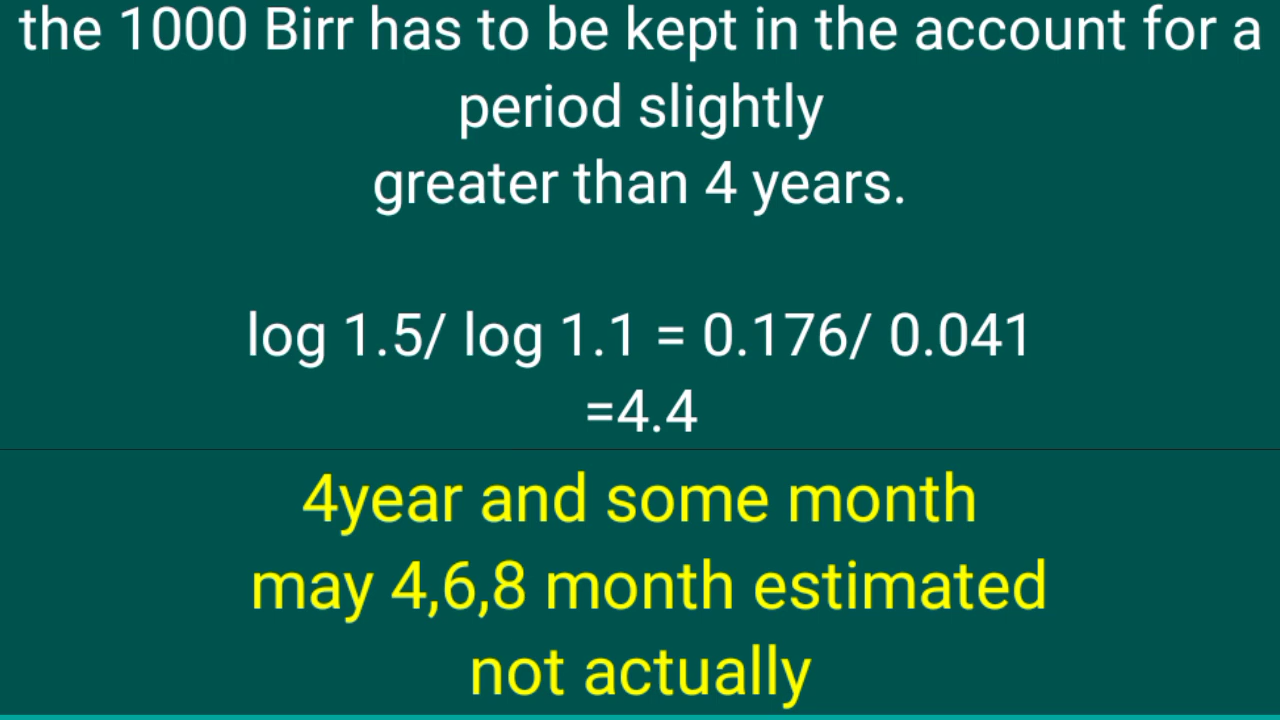 the 1000 Birr has to be kept in the account for a
period slightly
greater than 4 years.
log 1.5/ log 1.1 = 0.176/ 0.041
=4.4
4year and some month
may 4,6,8 month estimated
not actually